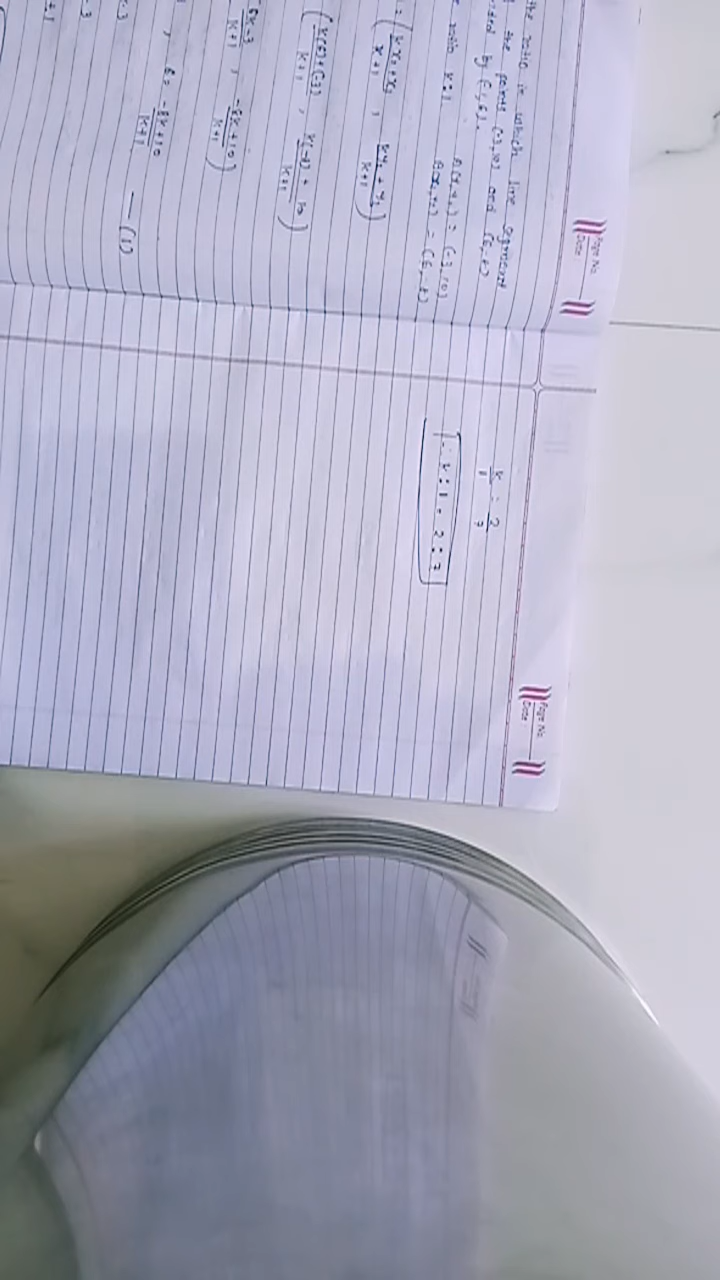 Page No.
Date
the ratio in which line segment
the points (-3,10) and (6,-8)
by (-1,6).
ratio k:1
A(x₁,y₁) = (-3,10)
B(x₂,y₂) = (6,-8)
( kx₂+x₁ / k+1 , ky₂+y₁ / k+1 )
( k(6)+(-3) / k+1 , k(-8)+10 / k+1 )
6k-3 / k+1 , -8k+10 / k+1 )
, 6 = -8k+10 / k+1 — (1)
Page No.
Date
k / 1 = 2 / 7
∴ k:1 = 2:7